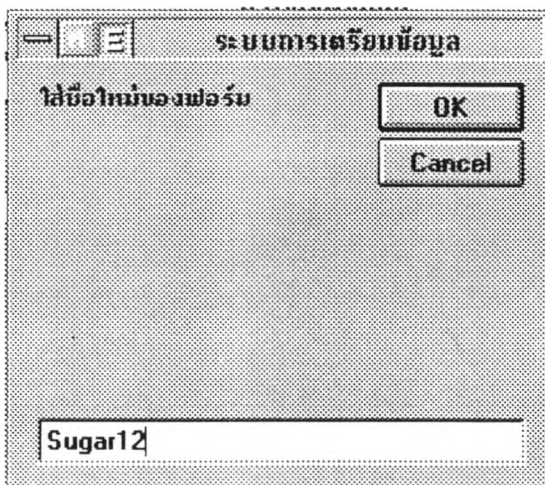 ระบบการเตรียมข้อมูล
ใส่ชื่อใหม่ของฟอร์ม
OK
Cancel
Sugar12